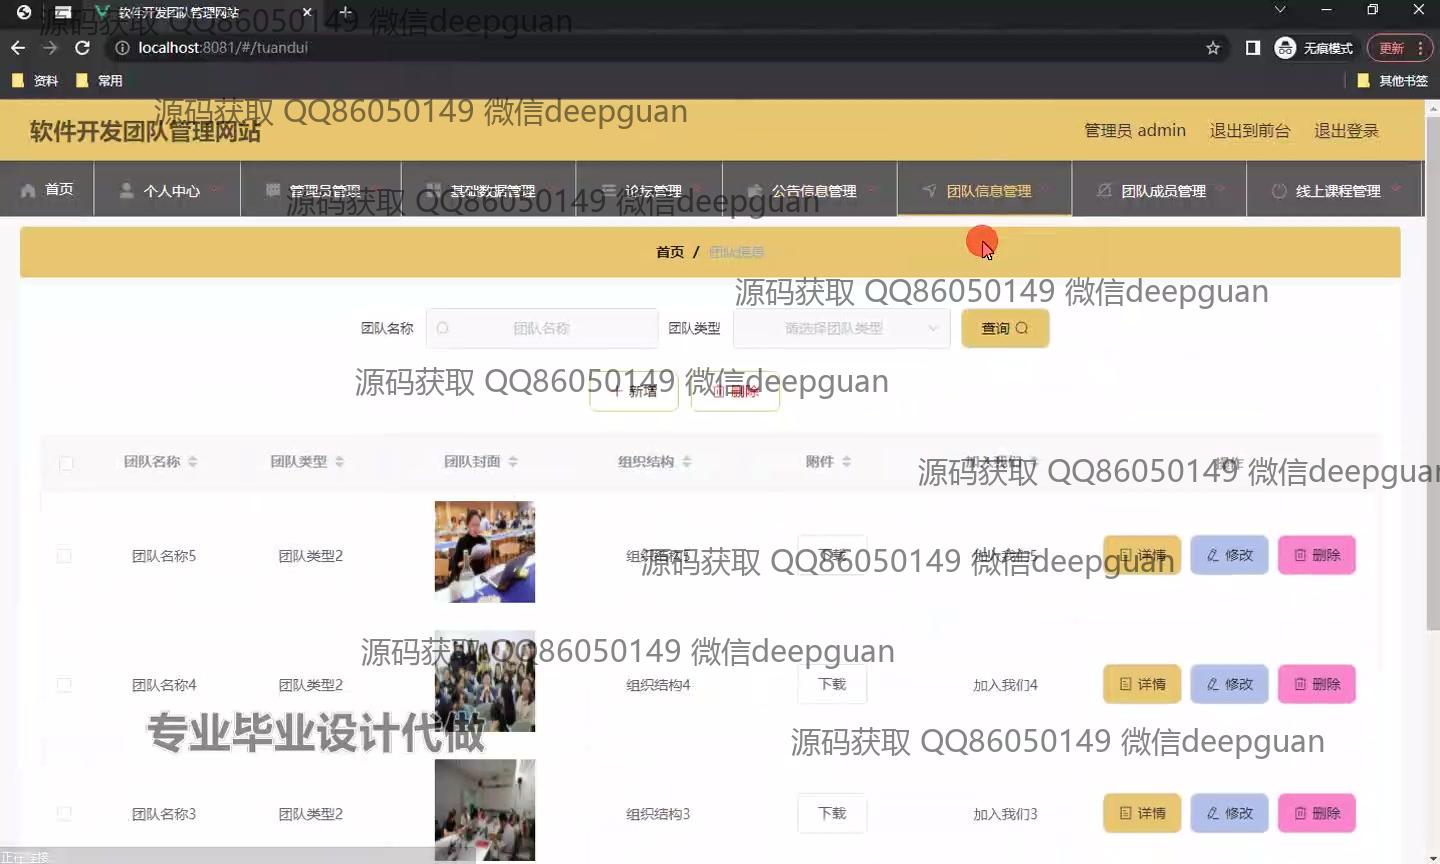 软件开发团队管理网站
源码获取 QQ86050149 微信deepguan
localhost:8081/#/tuandui
无痕模式
更新
资料
常用
其他书签
源码获取 QQ86050149 微信deepguan
软件开发团队管理网站
管理员 admin
退出到前台
退出登录
首页
个人中心
管理员管理
基础数据管理
论坛管理
公告信息管理
团队信息管理
团队成员管理
线上课程管理
源码获取 QQ86050149 微信deepguan
首页 / 团队信息
源码获取 QQ86050149 微信deepguan
团队名称
团队名称
团队类型
请选择团队类型
查询
源码获取 QQ86050149 微信deepguan
新增
删除
团队名称
团队类型
团队封面
组织结构
附件
加入我们
操作
源码获取 QQ86050149 微信deepguan
团队名称5
团队类型2
组织结构5
下载
加入我们5
详情
修改
删除
源码获取 QQ86050149 微信deepguan
源码获取 QQ86050149 微信deepguan
团队名称4
团队类型2
组织结构4
下载
加入我们4
详情
修改
删除
专业毕业设计代做
源码获取 QQ86050149 微信deepguan
团队名称3
团队类型2
组织结构3
下载
加入我们3
详情
修改
删除